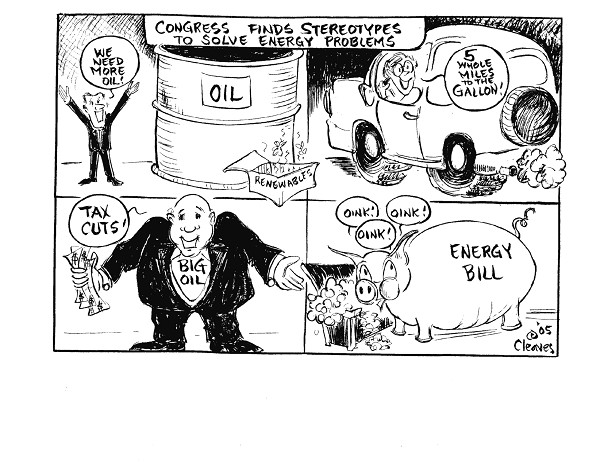 CONGRESS FINDS STEREOTYPES
TO SOLVE ENERGY PROBLEMS
WE
NEED
MORE
OIL!
OIL
RENEWABLES
5
WHOLE
MILES
TO THE
GALLON!
TAX
CUTS!
BIG
OIL
OINK!
OINK!
OINK!
ENERGY
BILL
© '05
Cleaves